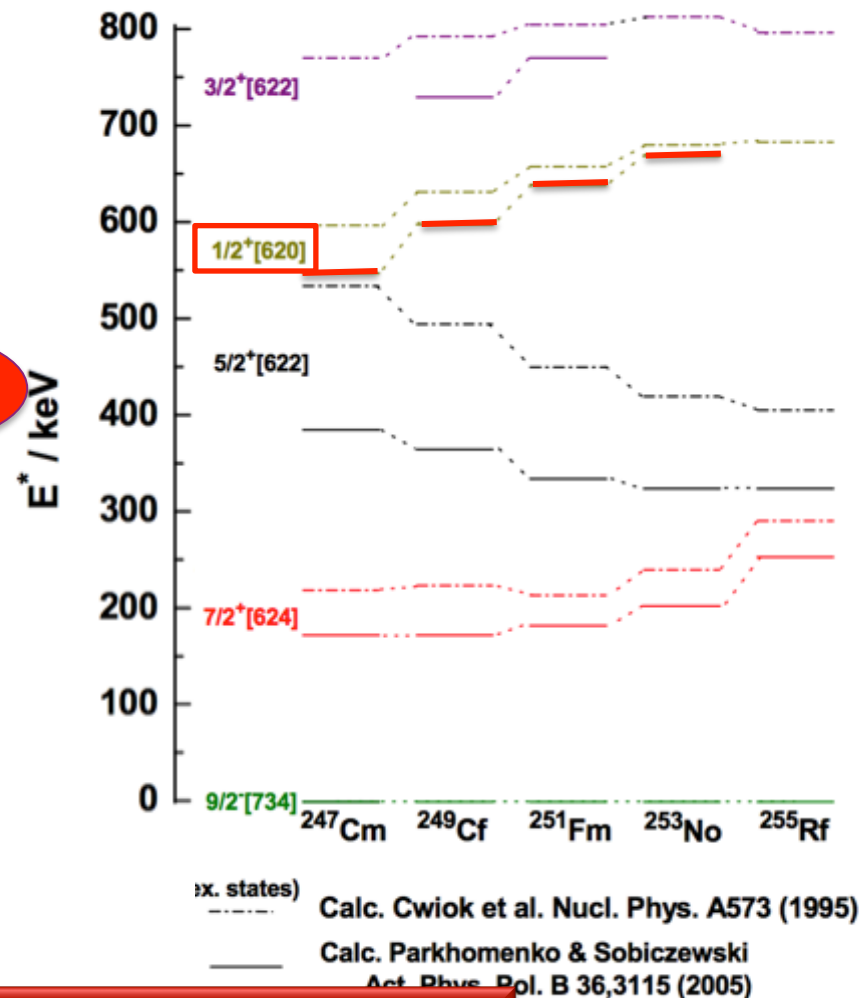 800
3/2⁺[622]
700
600
1/2⁺[620]
500
5/2⁺[622]
400
E* / keV
300
200
7/2⁺[624]
100
0
9/2⁻[734]
²⁴⁷Cm ²⁴⁹Cf ²⁵¹Fm ²⁵³No ²⁵⁵Rf
ex. states)
Calc. Cwiok et al. Nucl. Phys. A573 (1995)
Calc. Parkhomenko & Sobiczewski
Act. Phys. Pol. B 36,3115 (2005)